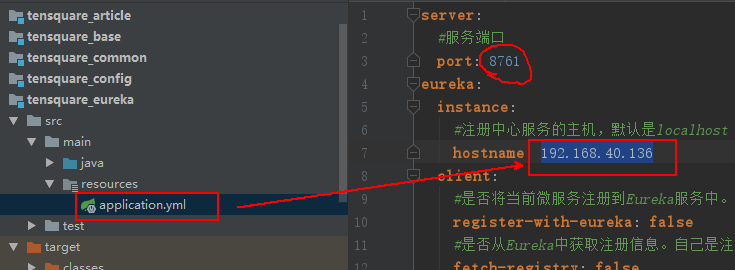 tensquare_article
tensquare_base
tensquare_common
tensquare_config
tensquare_eureka
src
main
java
resources
application.yml
test
target
classes
1 server:
2 #服务端口
3 port: 8761
4 eureka:
5 instance:
6 #注册中心服务的主机，默认是localhost
7 hostname 192.168.40.136
8 client:
9 #是否将当前微服务注册到Eureka服务中。
10 register-with-eureka: false
11 #是否从Eureka中获取注册信息。自己是注
12 fetch-registry: false